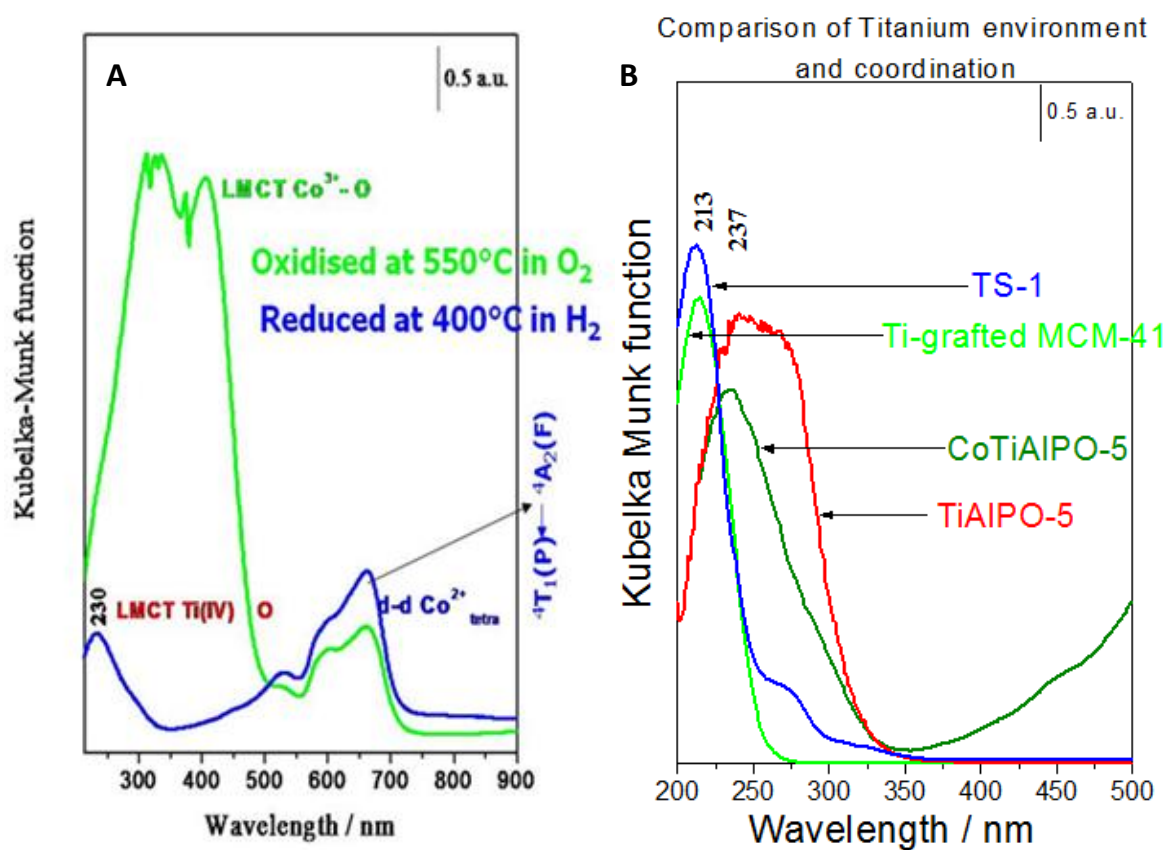 A
0.5 a.u.
LMCT Co³⁺- O
Oxidised at 550°C in O₂
Reduced at 400°C in H₂
230
LMCT Ti(IV) O
d-d Co²⁺ tetra
⁴T₁(P) ← ⁴A₂(F)
Kubelka-Munk function
300 400 500 600 700 800 900
Wavelength / nm
Comparison of Titanium environment
and coordination
B
0.5 a.u.
213
237
TS-1
Ti-grafted MCM-41
CoTiAlPO-5
TiAlPO-5
Kubelka Munk function
200 250 300 350 400 450 500
Wavelength / nm